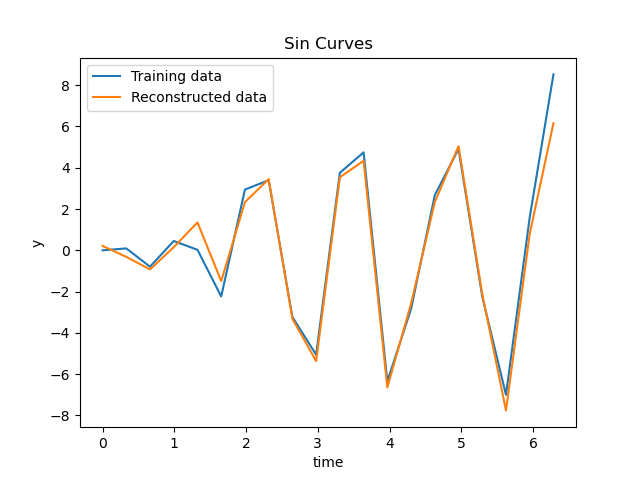 Sin Curves
Training data
Reconstructed data
8
6
4
2
0
−2
−4
−6
−8
y
0 1 2 3 4 5 6
time